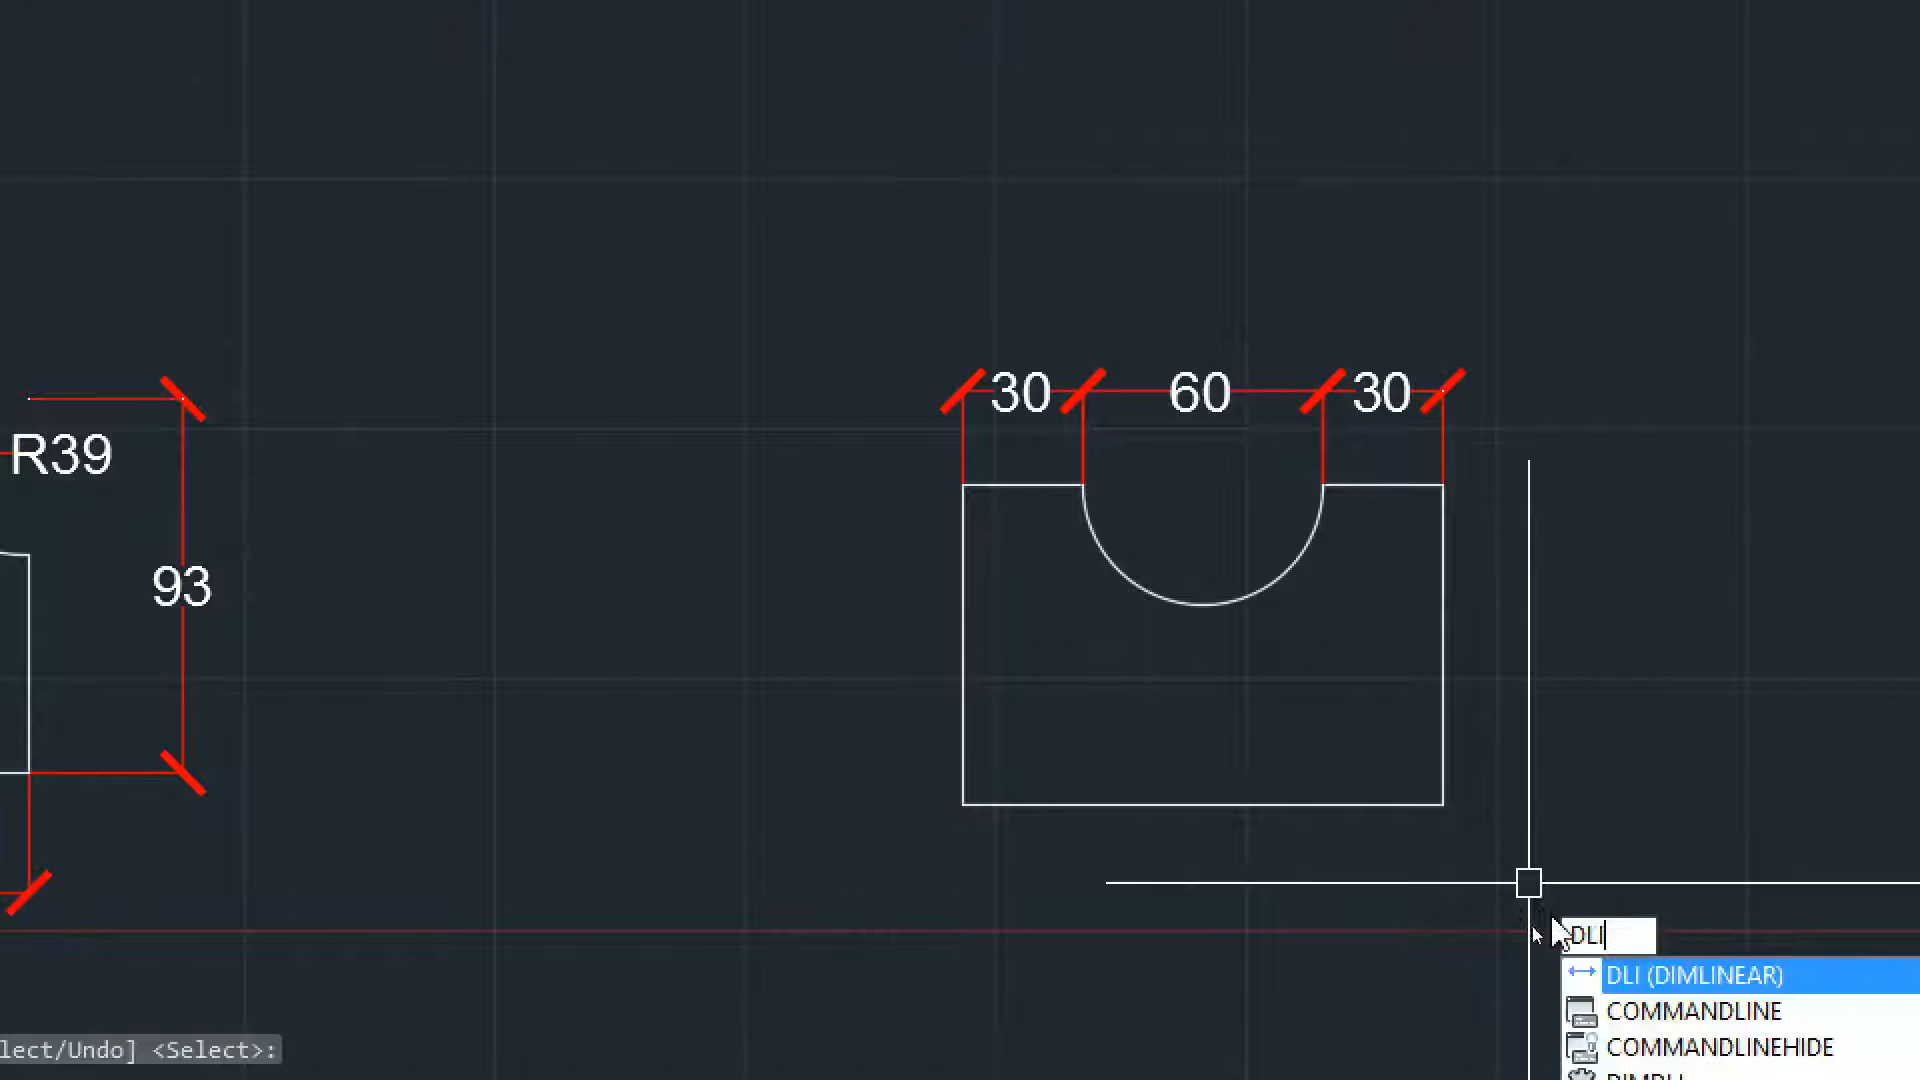 30 60 30
R39
93
DLI
DLI (DIMLINEAR)
COMMANDLINE
COMMANDLINEHIDE
lect/Undo] <Select>: